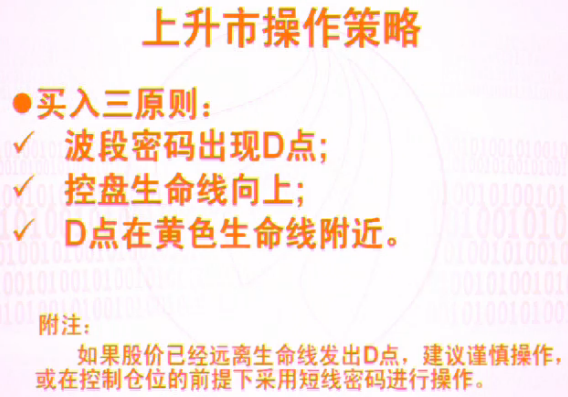 上升市操作策略
●买入三原则：
✓ 波段密码出现D点;
✓ 控盘生命线向上;
✓ D点在黄色生命线附近。
附注：
如果股价已经远离生命线发出D点，建议谨慎操作，
或在控制仓位的前提下采用短线密码进行操作。